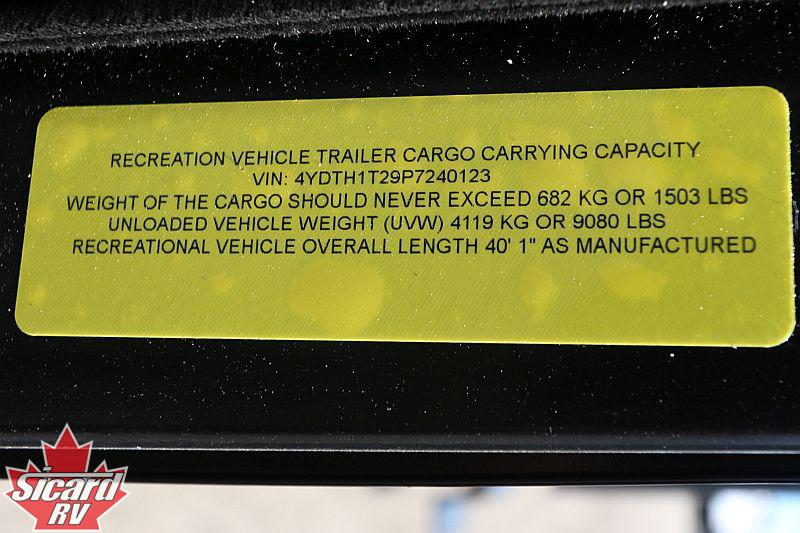 RECREATION VEHICLE TRAILER CARGO CARRYING CAPACITY
VIN: 4YDTH1T29P7240123
WEIGHT OF THE CARGO SHOULD NEVER EXCEED 682 KG OR 1503 LBS
UNLOADED VEHICLE WEIGHT (UVW) 4119 KG OR 9080 LBS
RECREATIONAL VEHICLE OVERALL LENGTH 40' 1" AS MANUFACTURED
Sicard
RV